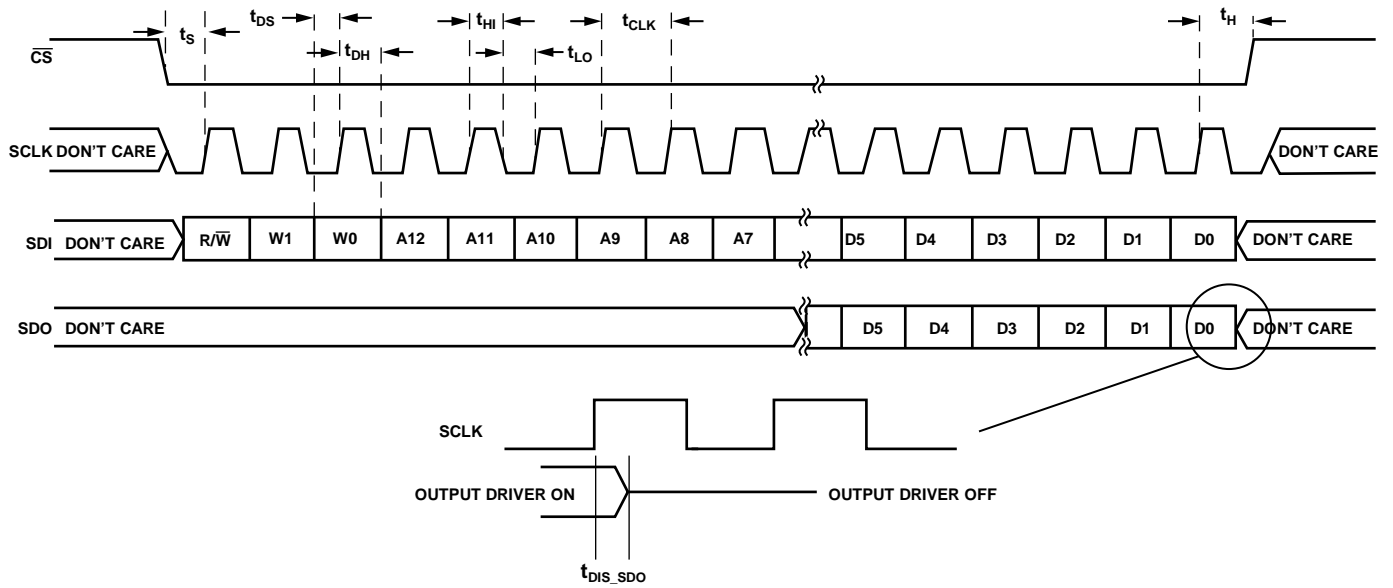 tDS tHI tCLK tH
tS
tDH tLO
C̅S̅
SCLK DON'T CARE DON'T CARE
SDI DON'T CARE R/W̅ W1 W0 A12 A11 A10 A9 A8 A7 D5 D4 D3 D2 D1 D0 DON'T CARE
SDO DON'T CARE D5 D4 D3 D2 D1 D0 DON'T CARE
SCLK
OUTPUT DRIVER ON OUTPUT DRIVER OFF
tDIS_SDO